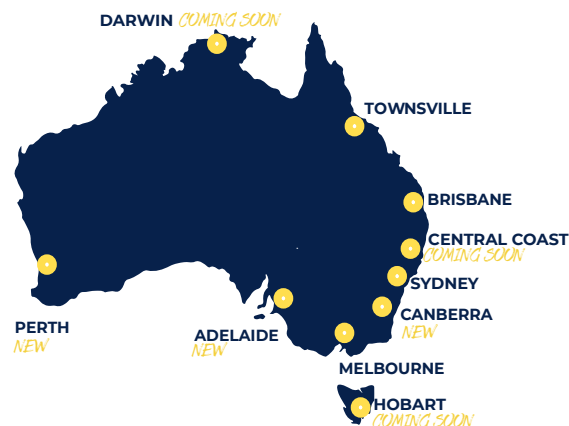 DARWIN COMING SOON
TOWNSVILLE
BRISBANE
CENTRAL COAST
COMING SOON
SYDNEY
CANBERRA
NEW
PERTH
NEW
ADELAIDE
NEW
MELBOURNE
HOBART
COMING SOON